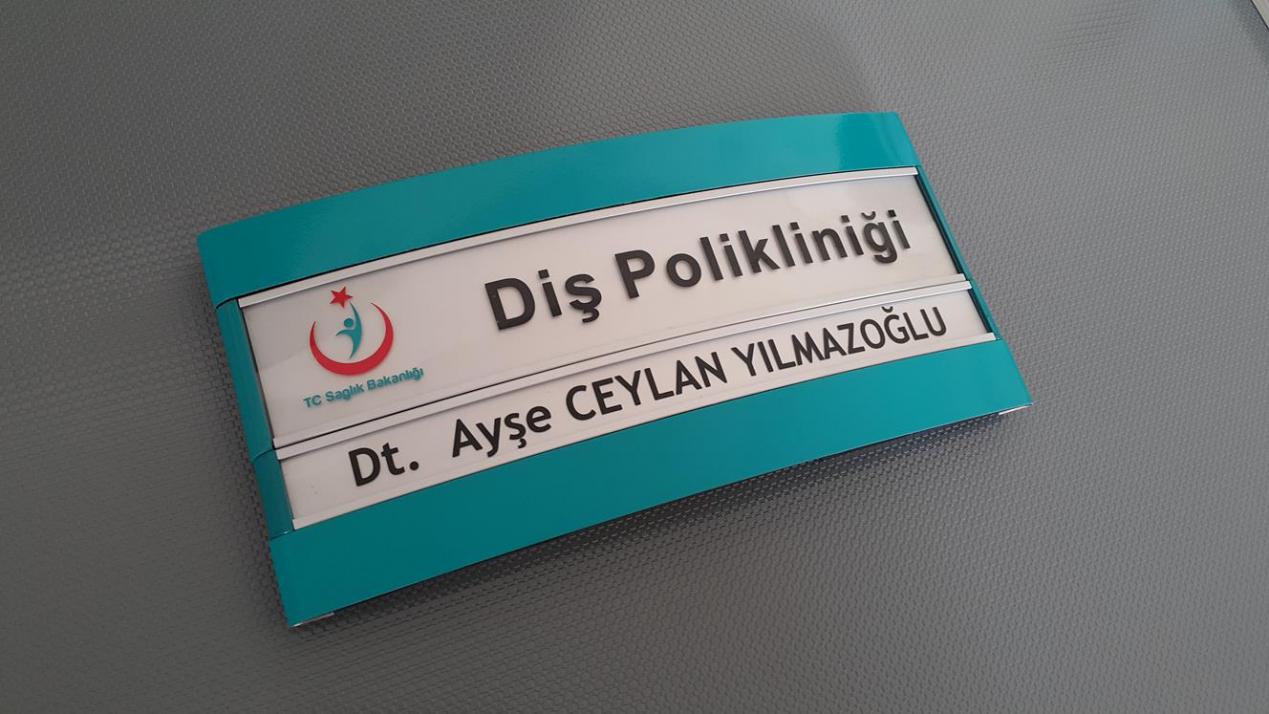 Diş Polikliniği
TC Sağlık Bakanlığı
Dt. Ayşe CEYLAN YILMAZOĞLU